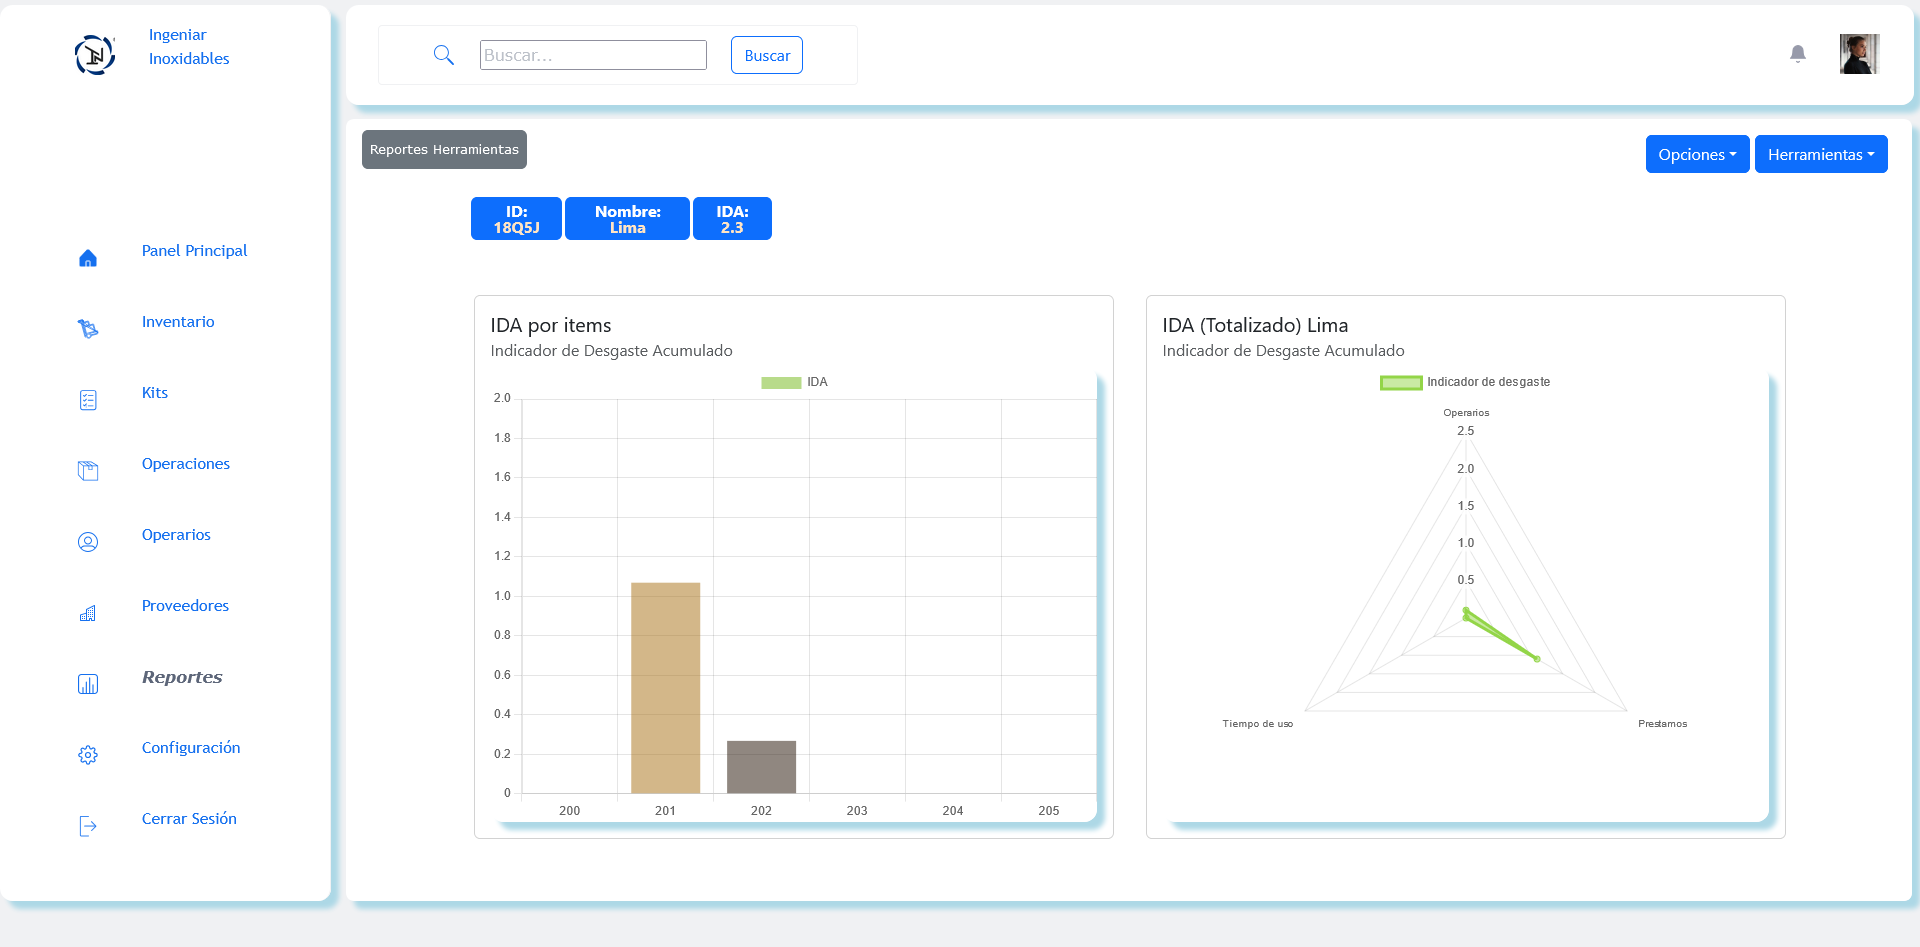 Ingeniar
Inoxidables
Buscar...
Buscar
Panel Principal
Inventario
Kits
Operaciones
Operarios
Proveedores
Reportes
Configuración
Cerrar Sesión
Reportes Herramientas
Opciones
Herramientas
ID:
18Q5J
Nombre:
Lima
IDA:
2.3
IDA por items
Indicador de Desgaste Acumulado
IDA
2.0
1.8
1.6
1.4
1.2
1.0
0.8
0.6
0.4
0.2
0
200 201 202 203 204 205
IDA (Totalizado) Lima
Indicador de Desgaste Acumulado
Indicador de desgaste
Operarios
2.5
2.0
1.5
1.0
0.5
Tiempo de uso
Prestamos